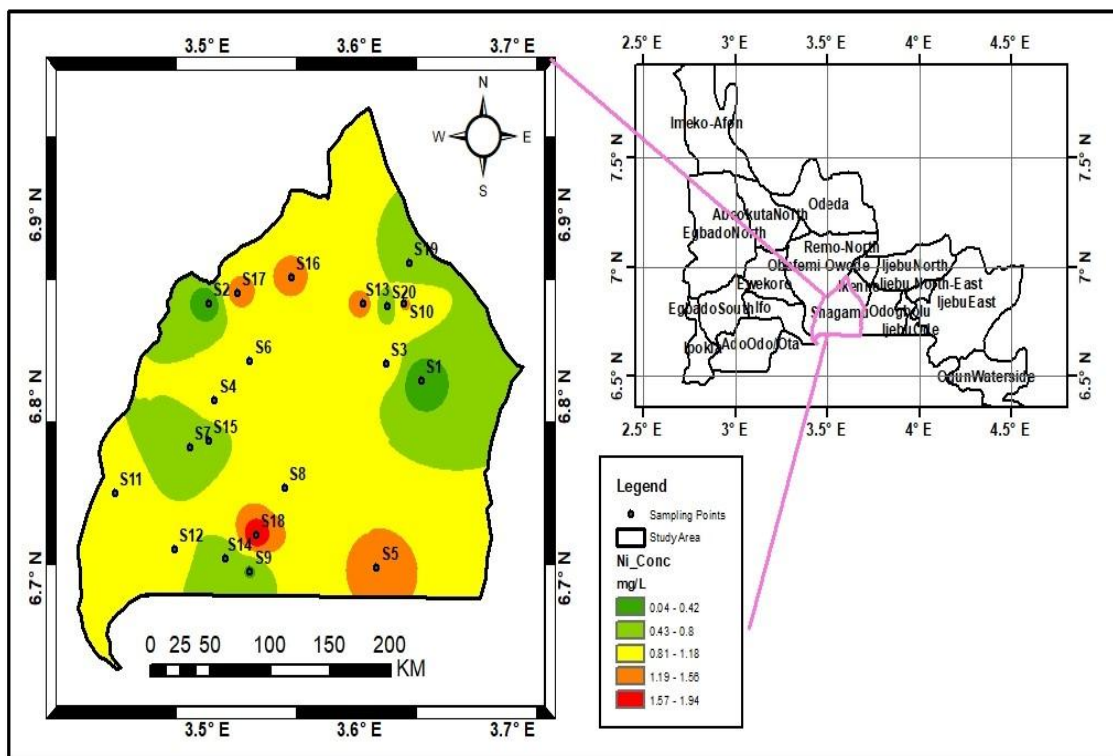 3.5° E 3.6° E 3.7° E
6.9° N
6.8° N
6.7° N
N
W E
S
S19
S16
S17
S2
S13 S20
S10
S6
S3
S1
S4
S7 S15
S11
S8
S18
S12
S14 S9
S5
0 25 50 100 150 200
KM
6.9° N
6.8° N
6.7° N
3.5° E 3.6° E 3.7° E
2.5° E 3° E 3.5° E 4° E 4.5° E
7.5° N
7° N
6.5° N
Imeko-Afon
Odeda
AbeokutaNorth
EgbadoNorth
Remo-North
Obafemi Owode
Ijebu North
Ewekoro
Ikenne
Ijebu North-East
IjebuEast
EgbadoSouth
Ifo
Shagamu
Odogbolu
IjebuOde
Ipokia
AdoOdo/Ota
OgunWaterside
7.5° N
7° N
6.5° N
2.5° E 3° E 3.5° E 4° E 4.5° E
Legend
Sampling Points
Study Area
Ni_Conc
mg/L
0.04 - 0.42
0.43 - 0.8
0.81 - 1.18
1.19 - 1.56
1.57 - 1.94